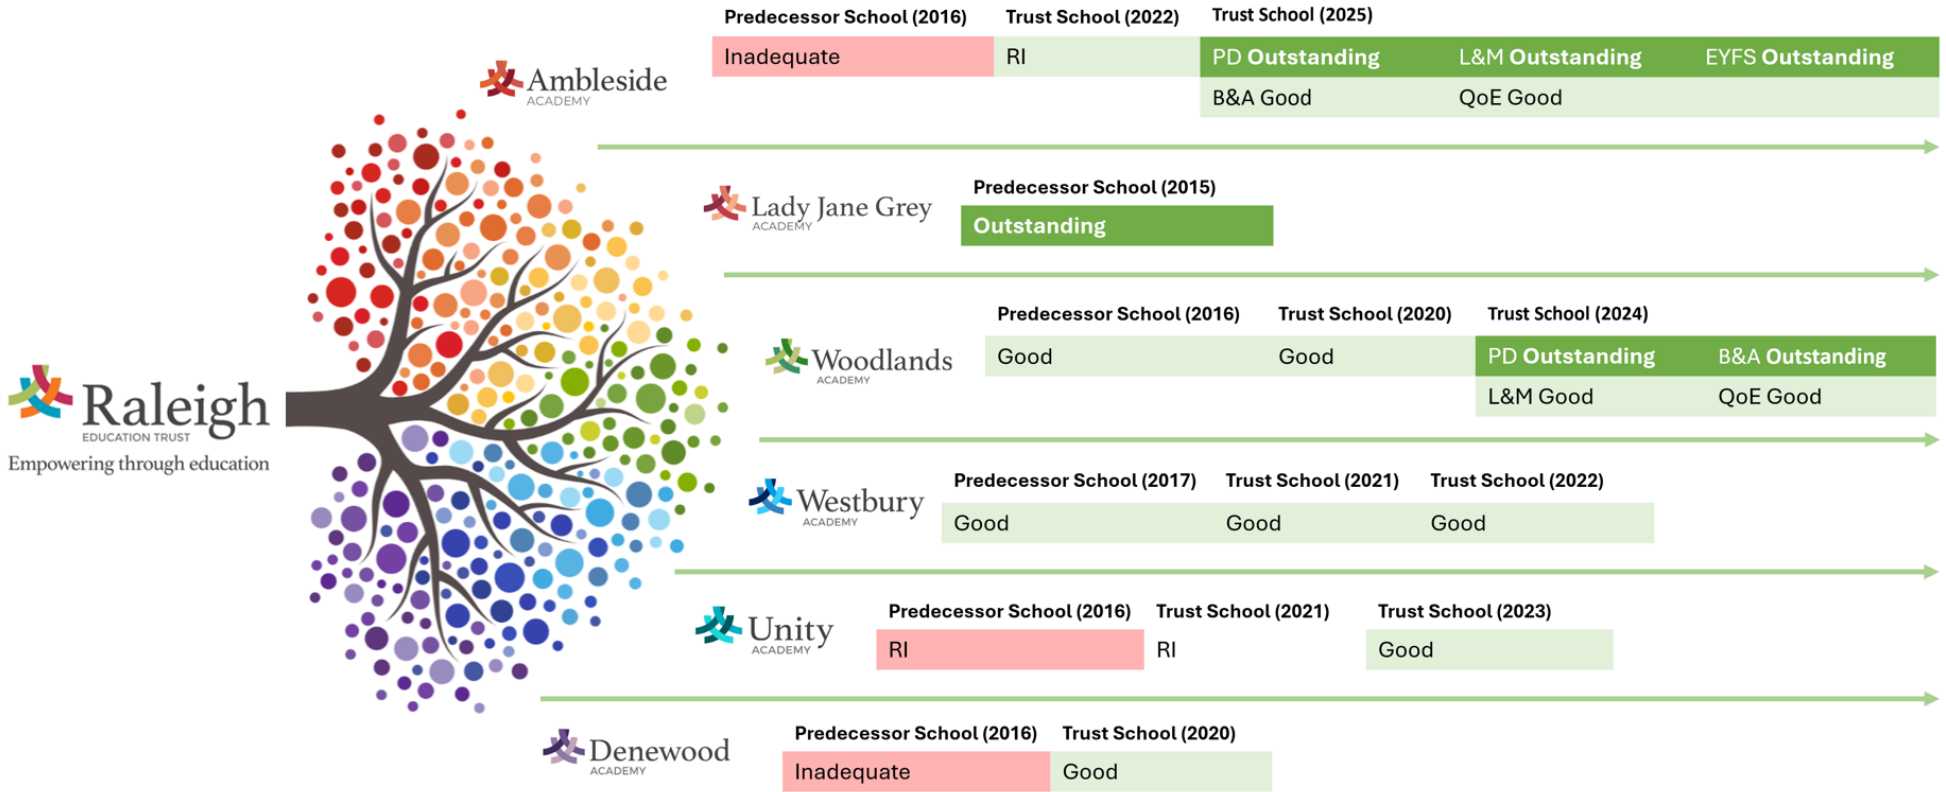 Predecessor School (2016) Trust School (2022) Trust School (2025)
Ambleside
ACADEMY
Inadequate RI PD Outstanding L&M Outstanding EYFS Outstanding
B&A Good QoE Good
Predecessor School (2015)
Lady Jane Grey
ACADEMY
Outstanding
Predecessor School (2016) Trust School (2020) Trust School (2024)
Woodlands
ACADEMY
Good Good PD Outstanding B&A Outstanding
L&M Good QoE Good
Raleigh
EDUCATION TRUST
Empowering through education
Predecessor School (2017) Trust School (2021) Trust School (2022)
Westbury
ACADEMY
Good Good Good
Predecessor School (2016) Trust School (2021) Trust School (2023)
Unity
ACADEMY
RI RI Good
Predecessor School (2016) Trust School (2020)
Denewood
ACADEMY
Inadequate Good